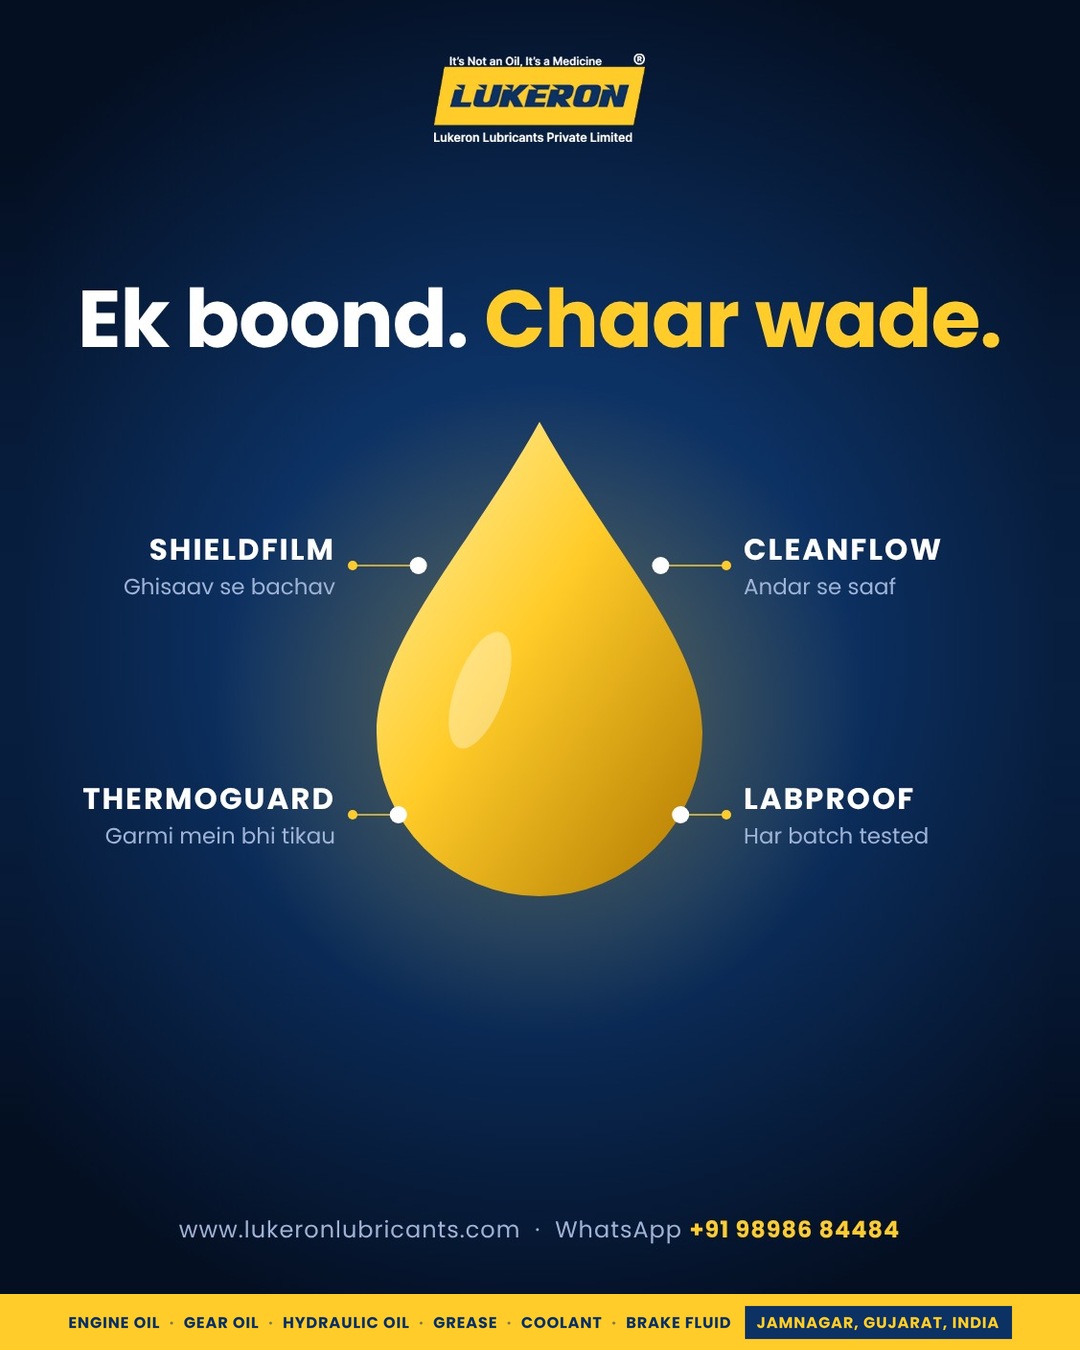 It's Not an Oil, It's a Medicine ®
LUKERON
Lukeron Lubricants Private Limited
Ek boond. Chaar wade.
SHIELDFILM
Ghisaav se bachav
CLEANFLOW
Andar se saaf
THERMOGUARD
Garmi mein bhi tikau
LABPROOF
Har batch tested
www.lukeronlubricants.com · WhatsApp +91 98986 84484
ENGINE OIL · GEAR OIL · HYDRAULIC OIL · GREASE · COOLANT · BRAKE FLUID JAMNAGAR, GUJARAT, INDIA